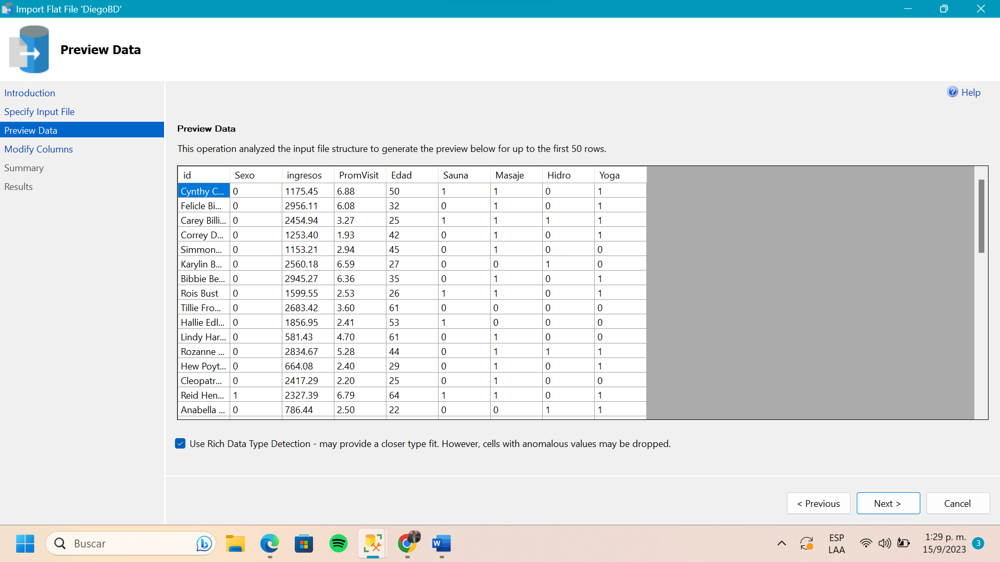 Import Flat File 'DiegoBD'
Preview Data
Introduction
Specify Input File
Preview Data
Modify Columns
Summary
Results
Help
Preview Data
This operation analyzed the input file structure to generate the preview below for up to the first 50 rows.
id Sexo ingresos PromVisit Edad Sauna Masaje Hidro Yoga
Cynthy C... 0 1175.45 6.88 50 1 1 0 1
Felicle Bi... 0 2956.11 6.08 32 0 1 0 1
Carey Billi... 0 2454.94 3.27 25 1 1 1 1
Correy D... 0 1253.40 1.93 42 0 1 0 1
Simmon... 0 1153.21 2.94 45 0 1 0 0
Karylin B... 0 2560.18 6.59 27 0 0 1 0
Bibbie Be... 0 2945.27 6.36 35 0 1 0 1
Rois Bust 0 1599.55 2.53 26 1 1 0 1
Tillie Fro... 0 2683.42 3.60 61 0 0 0 0
Hallie Edl... 0 1856.95 2.41 53 1 0 0 0
Lindy Har... 0 581.43 4.70 61 0 1 0 0
Rozanne ... 0 2834.67 5.28 44 0 1 1 1
Hew Poyt... 0 664.08 2.40 29 0 1 0 1
Cleopatr... 0 2417.29 2.20 25 0 1 0 0
Reid Hen... 1 2327.39 6.79 64 1 1 0 1
Anabella ... 0 786.44 2.50 22 0 0 1 1
Use Rich Data Type Detection - may provide a closer type fit. However, cells with anomalous values may be dropped.
< Previous
Next >
Cancel
Buscar
W
ESP
LAA
1:29 p. m.
15/9/2023
3